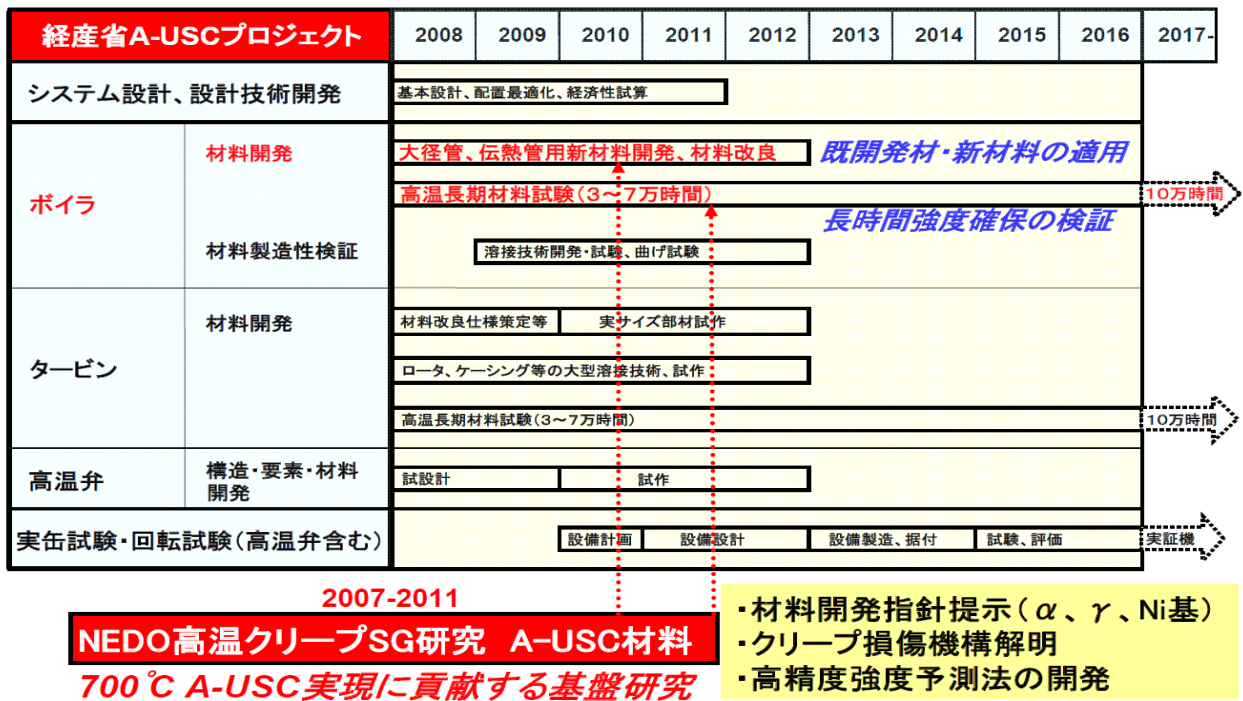 経産省A-USCプロジェクト 2008 2009 2010 2011 2012 2013 2014 2015 2016 2017-
システム設計、設計技術開発 基本設計、配置最適化、経済性試算
材料開発 大径管、伝熱管用新材料開発、材料改良 既開発材・新材料の適用
ボイラ 高温長期材料試験(3～7万時間) 10万時間
長時間強度確保の検証
材料製造性検証 溶接技術開発・試験、曲げ試験
材料開発 材料改良仕様策定等 実サイズ部材試作
タービン ロータ、ケーシング等の大型溶接技術、試作
高温長期材料試験(3～7万時間) 10万時間
高温弁 構造・要素・材料
開発 試設計 試作
実缶試験・回転試験(高温弁含む) 設備計画 設備設計 設備製造、据付 試験、評価 実証機
2007-2011
NEDO高温クリープSG研究 A-USC材料
700℃ A-USC実現に貢献する基盤研究
・材料開発指針提示(α、γ、Ni基)
・クリープ損傷機構解明
・高精度強度予測法の開発